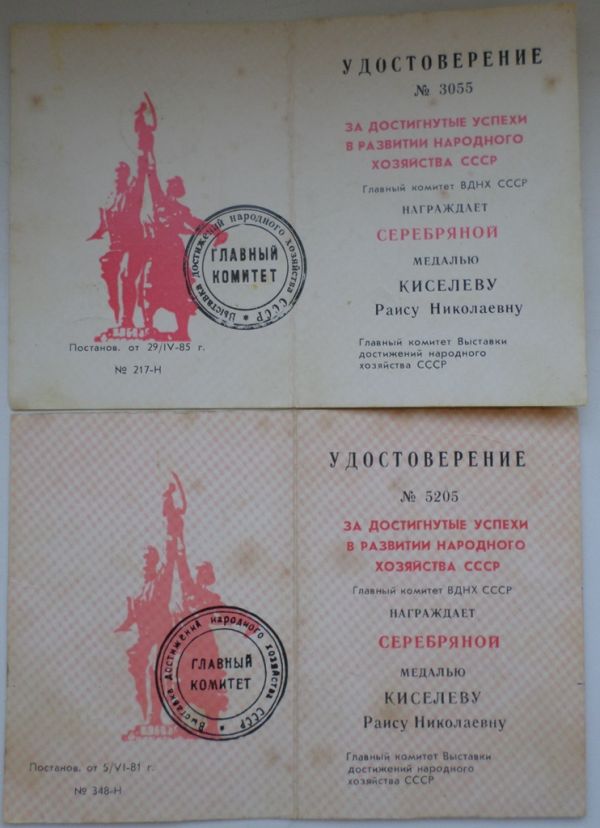 УДОСТОВЕРЕНИЕ
№ 3055
ЗА ДОСТИГНУТЫЕ УСПЕХИ
В РАЗВИТИИ НАРОДНОГО
ХОЗЯЙСТВА СССР
Главный комитет ВДНХ СССР
НАГРАЖДАЕТ
СЕРЕБРЯНОЙ
МЕДАЛЬЮ
КИСЕЛЕВУ
Раису Николаевну
Главный комитет Выставки
достижений народного
хозяйства СССР
Выставка достижений народного хозяйства СССР *
ГЛАВНЫЙ
КОМИТЕТ
Постанов. от 29/IV-85 г.
№ 217-Н
УДОСТОВЕРЕНИЕ
№ 5205
ЗА ДОСТИГНУТЫЕ УСПЕХИ
В РАЗВИТИИ НАРОДНОГО
ХОЗЯЙСТВА СССР
Главный комитет ВДНХ СССР
НАГРАЖДАЕТ
СЕРЕБРЯНОЙ
МЕДАЛЬЮ
КИСЕЛЕВУ
Раису Николаевну
Главный комитет Выставки
достижений народного
хозяйства СССР
Выставка достижений народного хозяйства СССР *
ГЛАВНЫЙ
КОМИТЕТ
Постанов. от 5/VI-81 г.
№ 348-Н